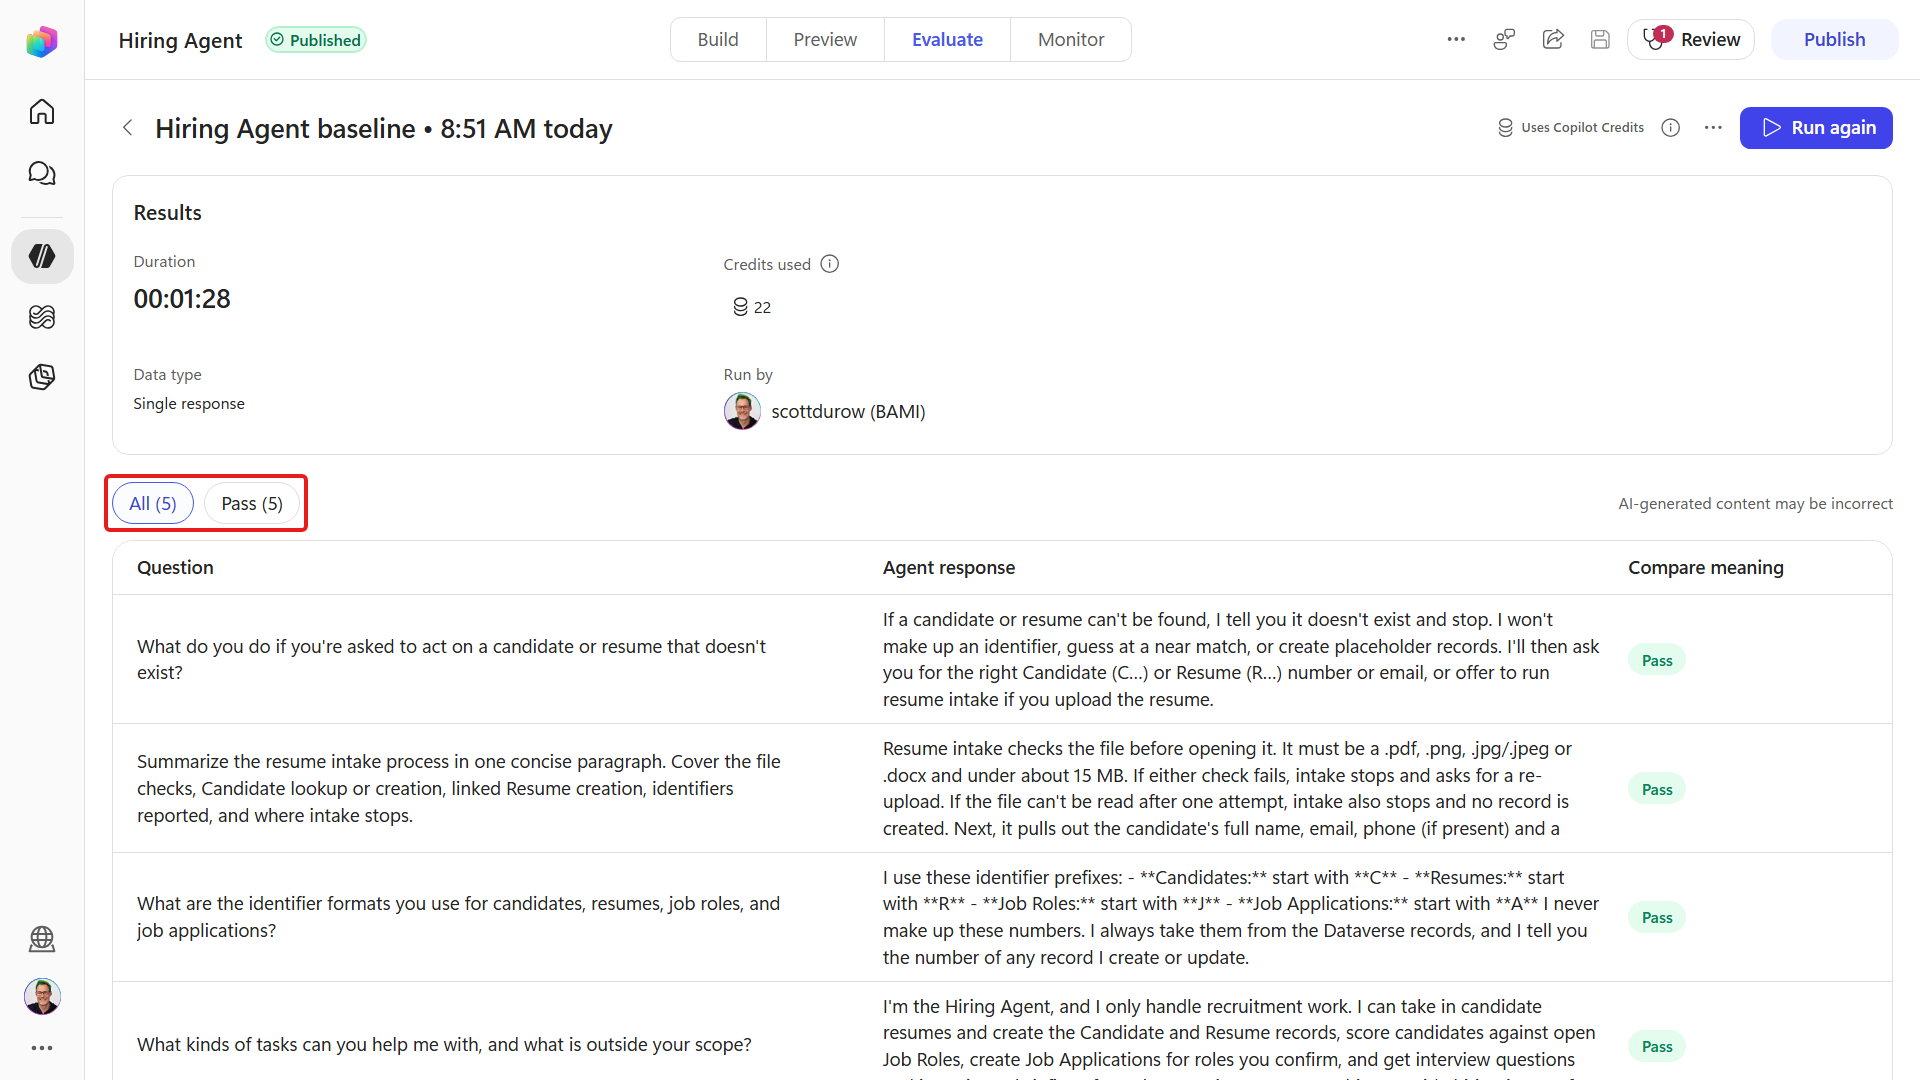 Hiring Agent
Published
Build
Preview
Evaluate
Monitor
1
Review
Publish
Hiring Agent baseline • 8:51 AM today
Uses Copilot Credits
Run again
Results
Duration
00:01:28
Credits used
22
Data type
Single response
Run by
scottdurow (BAMI)
All (5)
Pass (5)
AI-generated content may be incorrect
Question
Agent response
Compare meaning
What do you do if you're asked to act on a candidate or resume that doesn't
exist?
If a candidate or resume can't be found, I tell you it doesn't exist and stop. I won't
make up an identifier, guess at a near match, or create placeholder records. I'll then ask
you for the right Candidate (C...) or Resume (R...) number or email, or offer to run
resume intake if you upload the resume.
Pass
Summarize the resume intake process in one concise paragraph. Cover the file
checks, Candidate lookup or creation, linked Resume creation, identifiers
reported, and where intake stops.
Resume intake checks the file before opening it. It must be a .pdf, .png, .jpg/.jpeg or
.docx and under about 15 MB. If either check fails, intake stops and asks for a re-
upload. If the file can't be read after one attempt, intake also stops and no record is
created. Next, it pulls out the candidate's full name, email, phone (if present) and a
Pass
What are the identifier formats you use for candidates, resumes, job roles, and
job applications?
I use these identifier prefixes: - **Candidates:** start with **C** - **Resumes:** start
with **R** - **Job Roles:** start with **J** - **Job Applications:** start with **A** I never
make up these numbers. I always take them from the Dataverse records, and I tell you
the number of any record I create or update.
Pass
What kinds of tasks can you help me with, and what is outside your scope?
I'm the Hiring Agent, and I only handle recruitment work. I can take in candidate
resumes and create the Candidate and Resume records, score candidates against open
Job Roles, create Job Applications for roles you confirm, and get interview questions
Pass